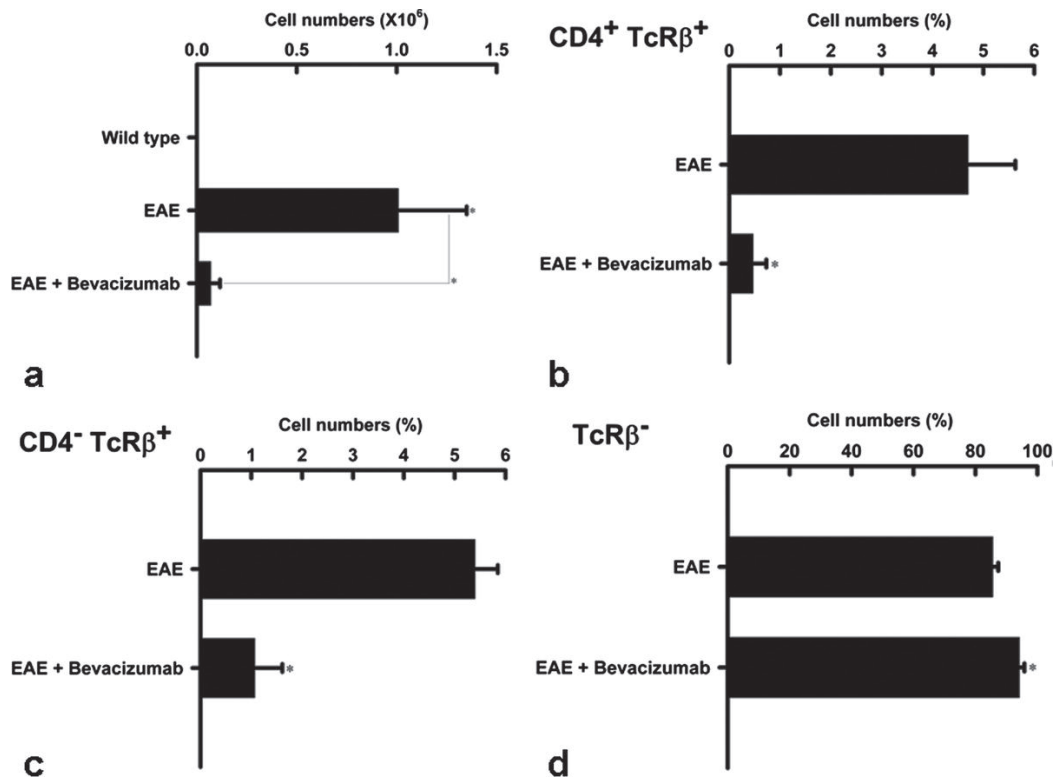 Cell numbers (X10⁶)
0.0 0.5 1.0 1.5
Wild type
EAE
*
EAE + Bevacizumab
*
a
CD4⁺ TcRβ⁺
Cell numbers (%)
0 1 2 3 4 5 6
EAE
EAE + Bevacizumab
*
b
CD4⁻ TcRβ⁺
Cell numbers (%)
0 1 2 3 4 5 6
EAE
EAE + Bevacizumab
*
c
TcRβ⁻
Cell numbers (%)
0 20 40 60 80 100
EAE
EAE + Bevacizumab
*
d